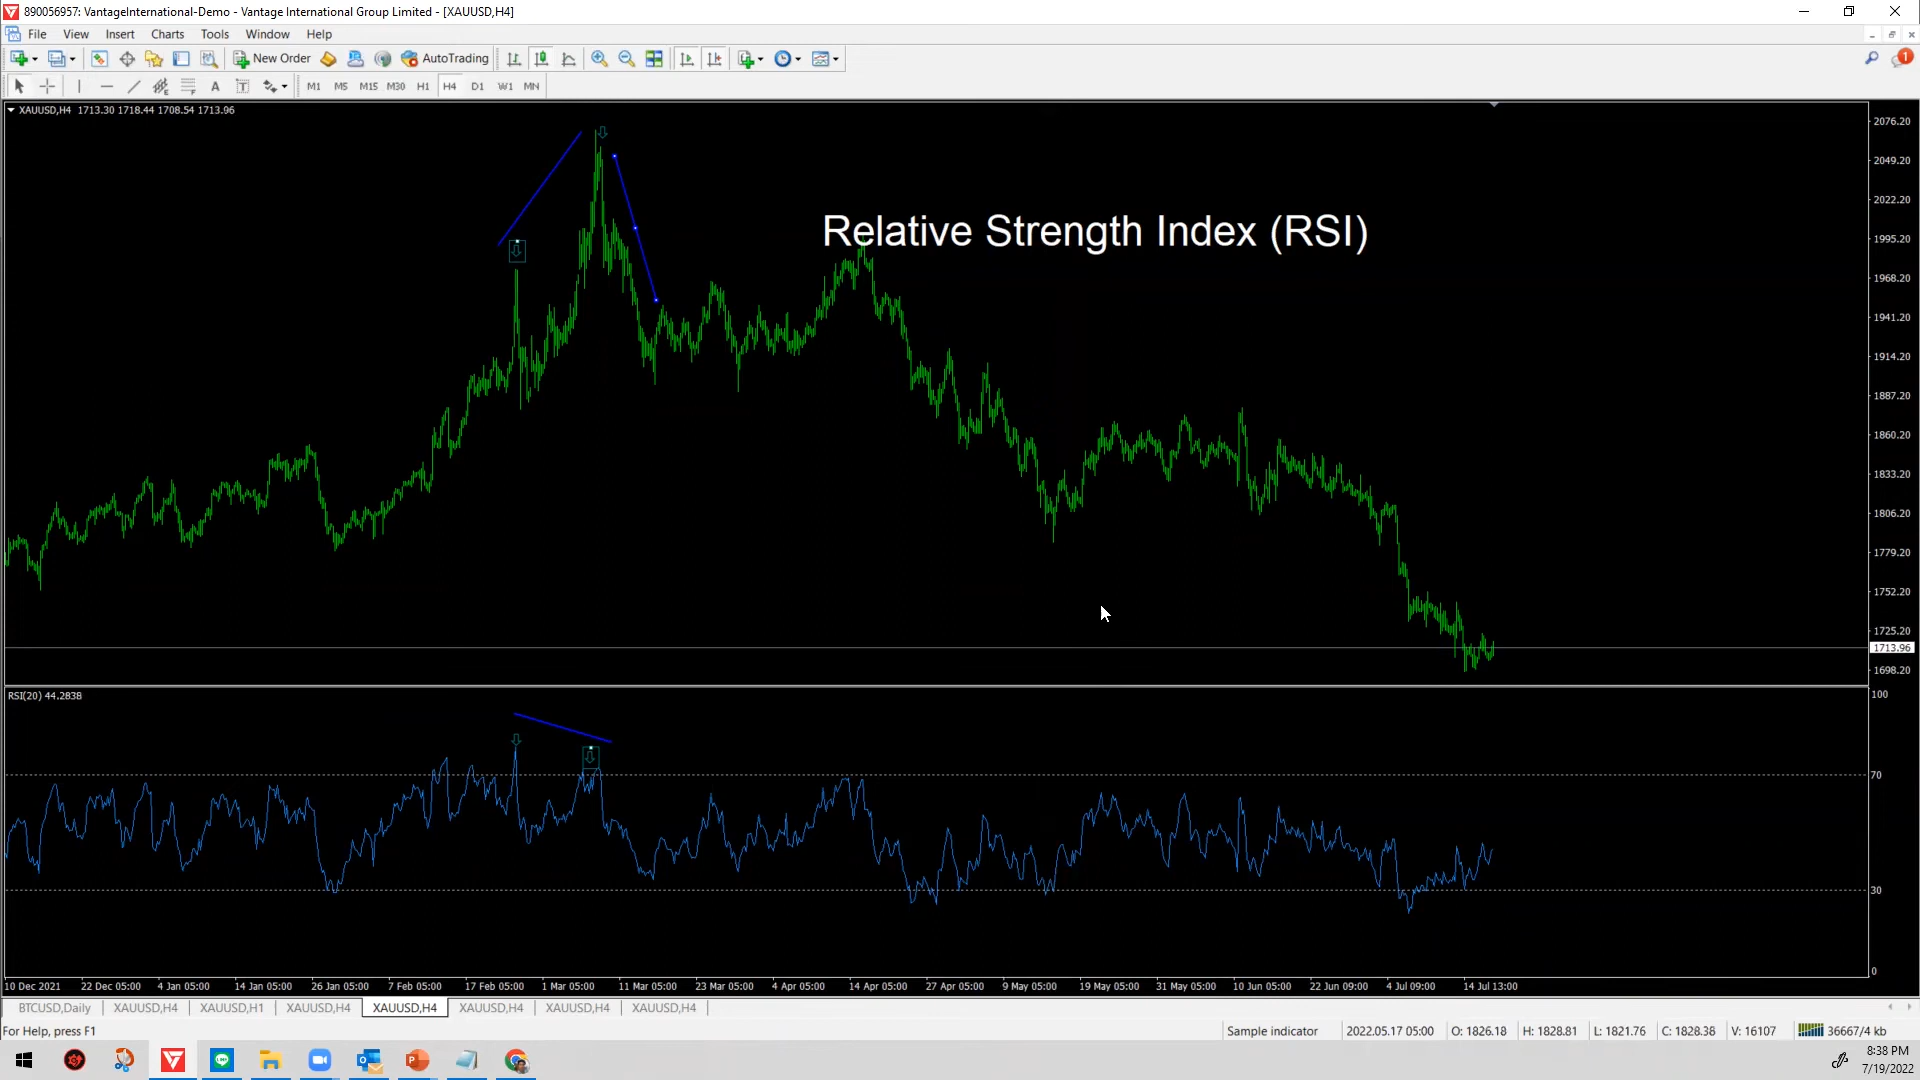 890056957: VantageInternational-Demo - Vantage International Group Limited - [XAUUSD,H4]
File View Insert Charts Tools Window Help
New Order AutoTrading 1
A T M1 M5 M15 M30 H1 H4 D1 W1 MN
XAUUSD,H4 1713.30 1718.44 1708.54 1713.96
2076.20
2049.20
2022.20
Relative Strength Index (RSI)
1995.20
1968.20
1941.20
1914.20
1887.20
1860.20
1833.20
1806.20
1779.20
1752.20
1725.20
1713.96
1698.20
RSI(20) 44.2838
100
70
30
0
10 Dec 2021 22 Dec 05:00 4 Jan 05:00 14 Jan 05:00 26 Jan 05:00 7 Feb 05:00 17 Feb 05:00 1 Mar 05:00 11 Mar 05:00 23 Mar 05:00 4 Apr 05:00 14 Apr 05:00 27 Apr 05:00 9 May 05:00 19 May 05:00 31 May 05:00 10 Jun 05:00 22 Jun 09:00 4 Jul 09:00 14 Jul 13:00
BTCUSD,Daily XAUUSD,H4 XAUUSD,H1 XAUUSD,H4 XAUUSD,H4 XAUUSD,H4 XAUUSD,H4 XAUUSD,H4
For Help, press F1 Sample indicator 2022.05.17 05:00 O: 1826.18 H: 1828.81 L: 1821.76 C: 1828.38 V: 16107 36667/4 kb
8:38 PM
7/19/2022